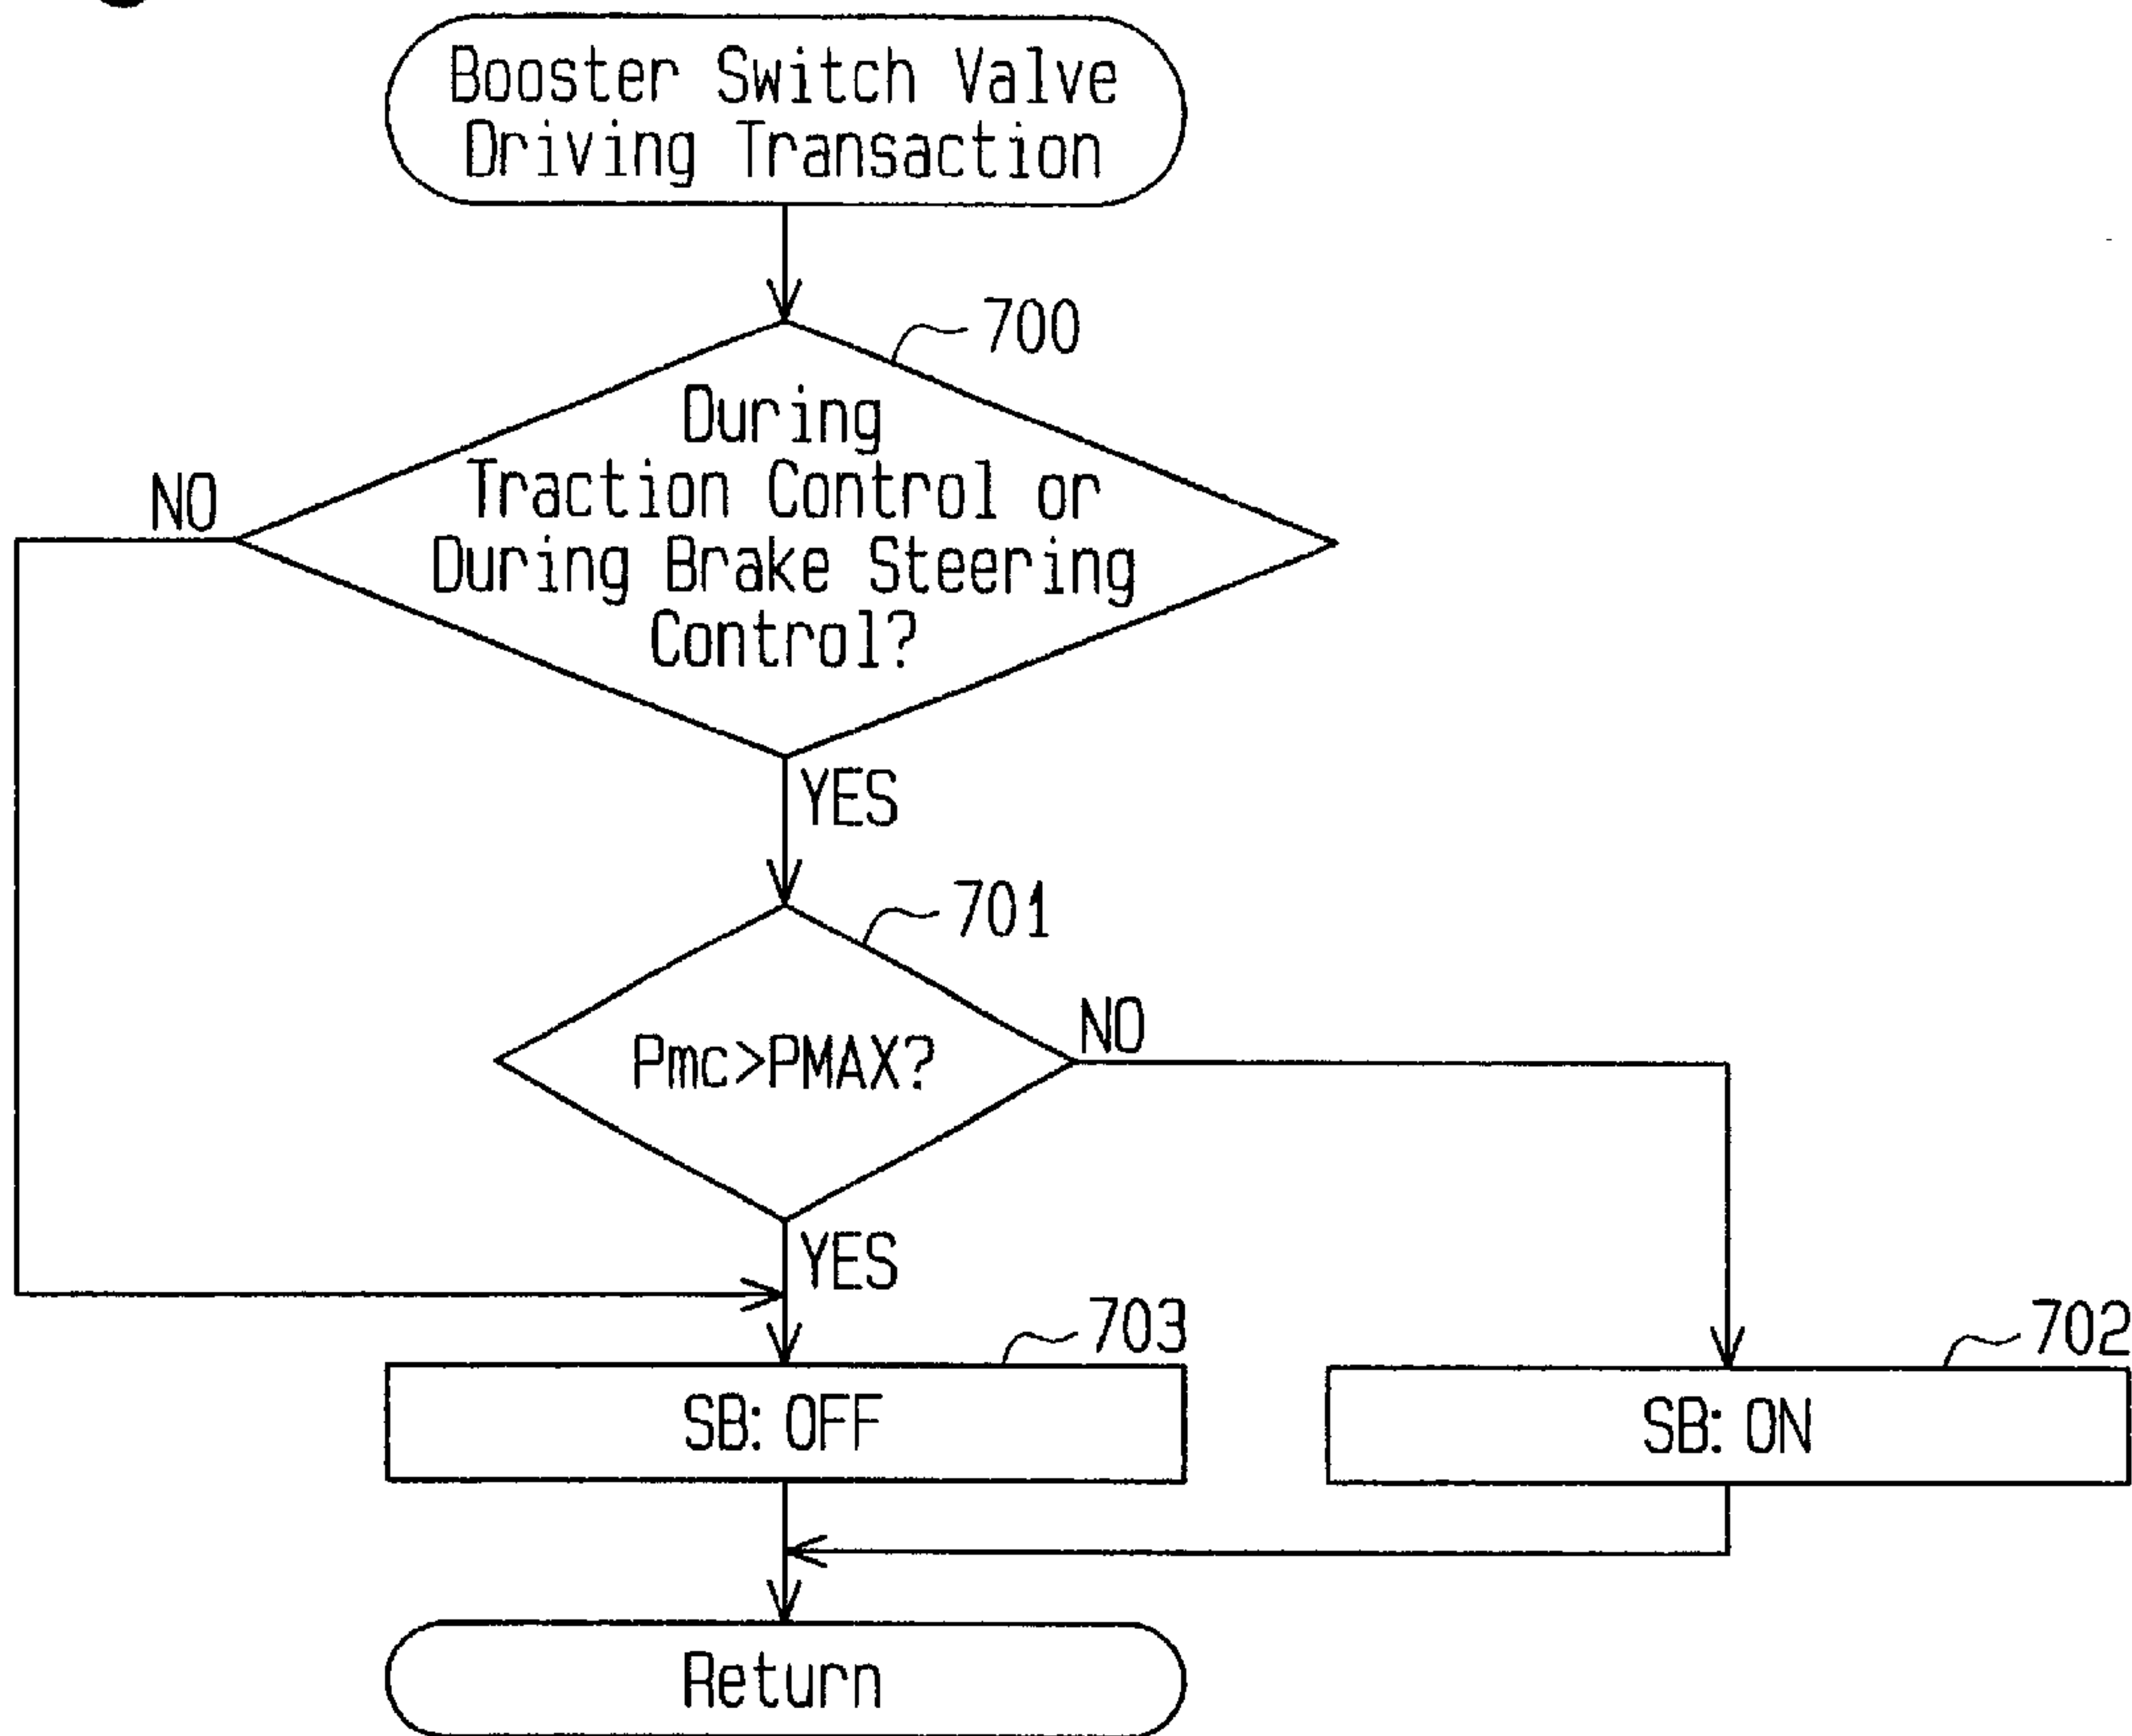 Booster Switch Valve
Driving Transaction
700
During
Traction Control or
During Brake Steering
Control?
NO
YES
701
Pmc>PMAX?
NO
YES
703
SB: OFF
702
SB: ON
Return